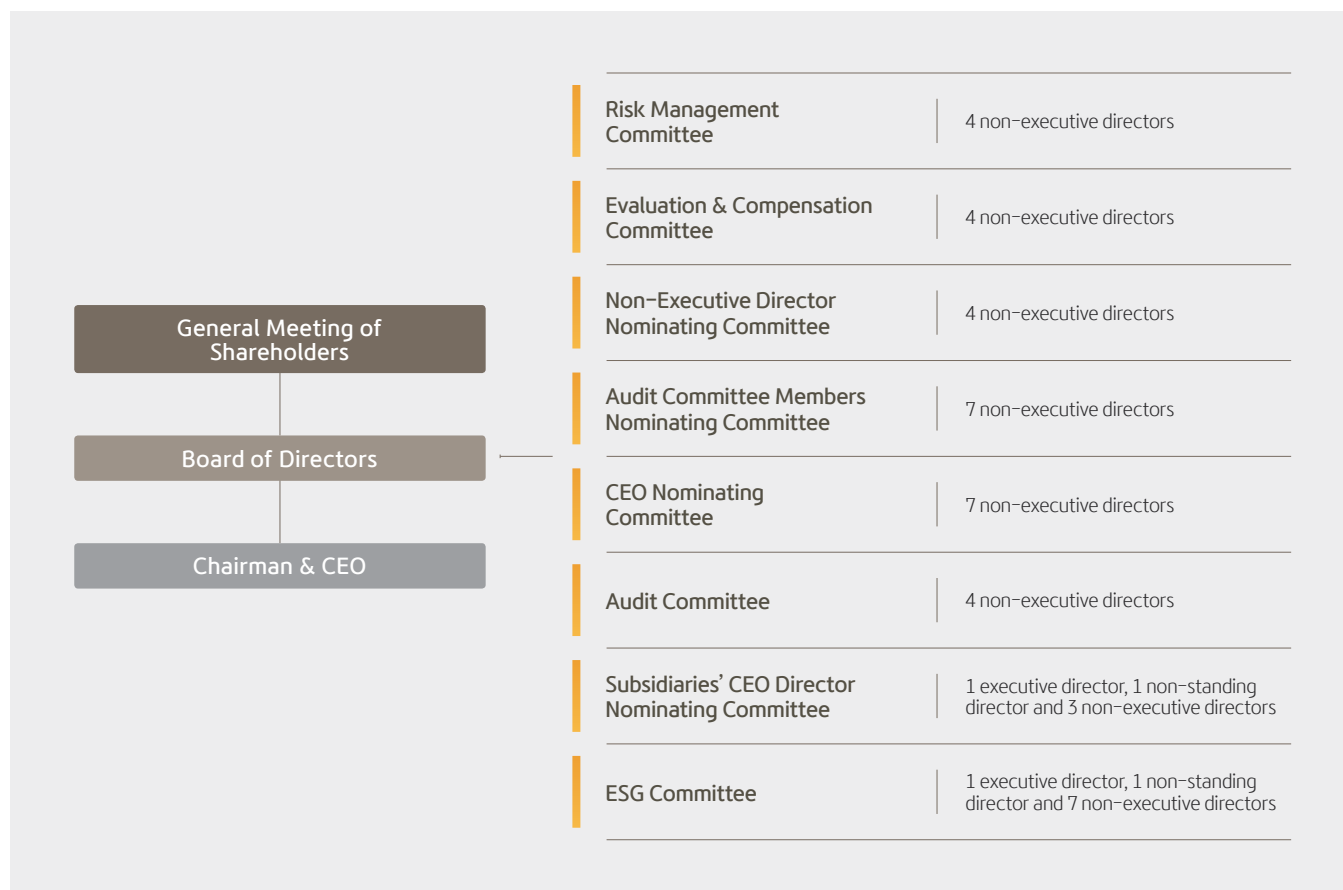 General Meeting of
Shareholders
Board of Directors
Chairman & CEO
Risk Management
Committee
4 non-executive directors
Evaluation & Compensation
Committee
4 non-executive directors
Non-Executive Director
Nominating Committee
4 non-executive directors
Audit Committee Members
Nominating Committee
7 non-executive directors
CEO Nominating
Committee
7 non-executive directors
Audit Committee
4 non-executive directors
Subsidiaries’ CEO Director
Nominating Committee
1 executive director, 1 non-standing
director and 3 non-executive directors
ESG Committee
1 executive director, 1 non-standing
director and 7 non-executive directors